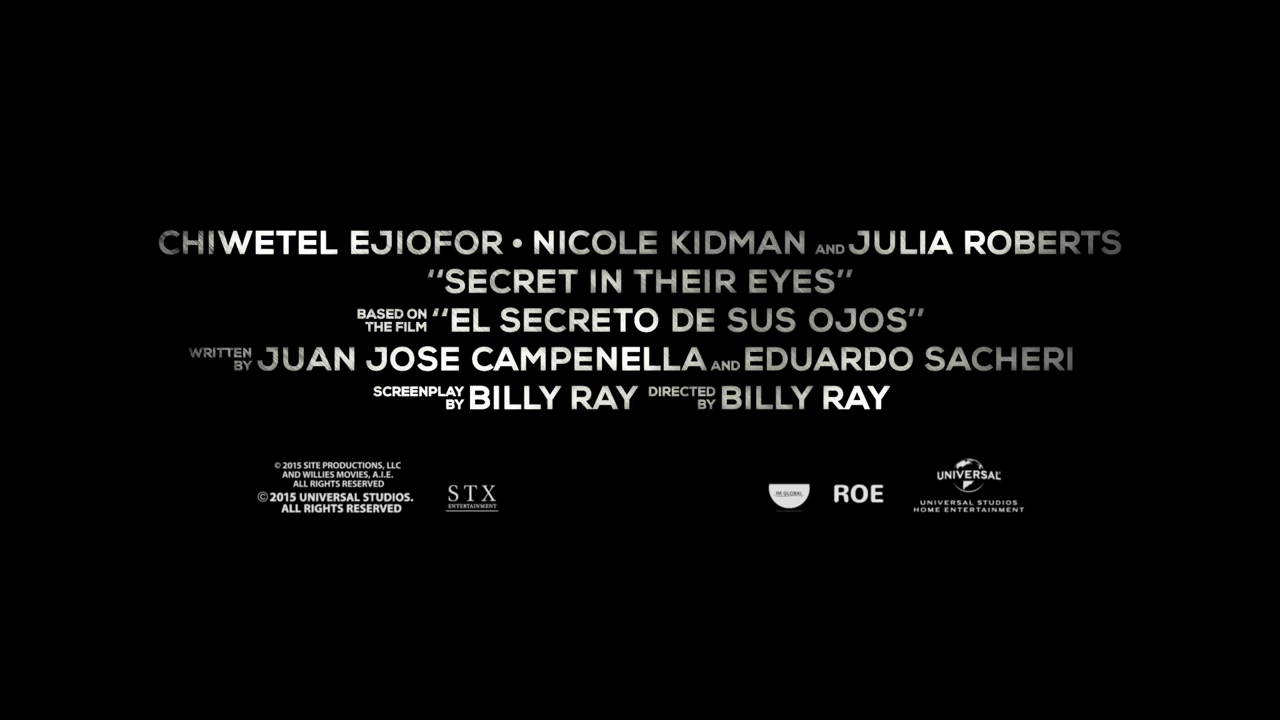 CHIWETEL EJIOFOR • NICOLE KIDMAN AND JULIA ROBERTS
‘‘SECRET IN THEIR EYES’’
BASED ON THE FILM ‘‘EL SECRETO DE SUS OJOS’’
WRITTEN BY JUAN JOSE CAMPENELLA AND EDUARDO SACHERI
SCREENPLAY BY BILLY RAY DIRECTED BY BILLY RAY
© 2015 SITE PRODUCTIONS, LLC
AND WILLIES MOVIES, A.I.E.
ALL RIGHTS RESERVED
© 2015 UNIVERSAL STUDIOS.
ALL RIGHTS RESERVED
STX
ENTERTAINMENT
IM GLOBAL
ROE
UNIVERSAL
UNIVERSAL STUDIOS
HOME ENTERTAINMENT